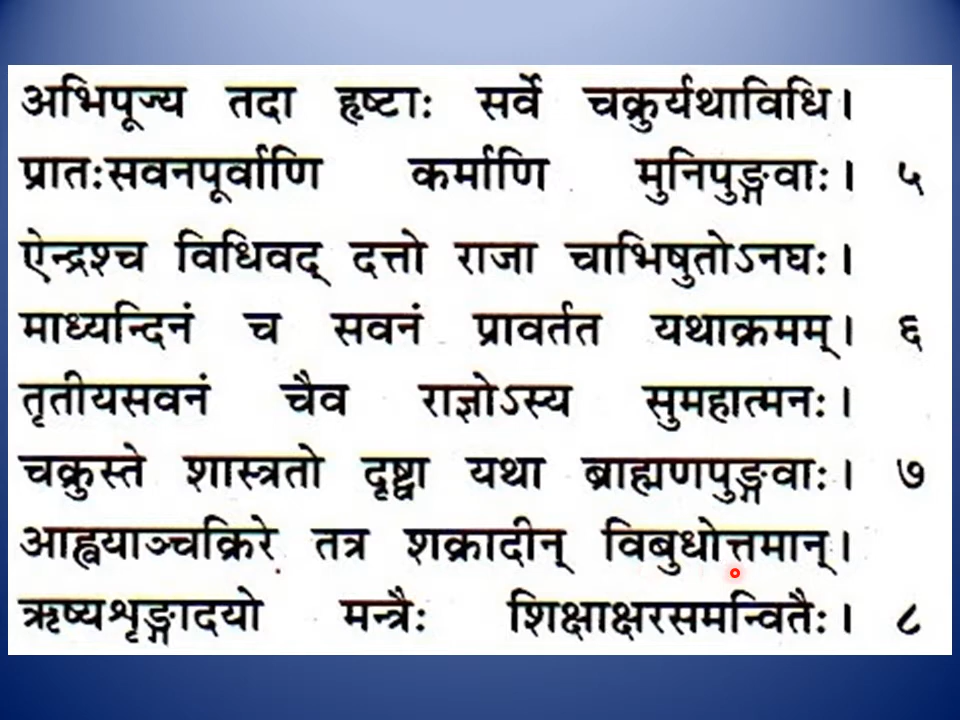 अभिपूज्य तदा हृष्टाः सर्वे चक्रुर्यथाविधि।
प्रातःसवनपूर्वाणि कर्माणि मुनिपुङ्गवाः। ५
ऐन्द्रश्च विधिवद् दत्तो राजा चाभिषुतोऽनघः।
माध्यन्दिनं च सवनं प्रावर्तत यथाक्रमम्। ६
तृतीयसवनं चैव राज्ञोऽस्य सुमहात्मनः।
चक्रुस्ते शास्त्रतो दृष्ट्वा यथा ब्राह्मणपुङ्गवाः। ७
आह्वयाञ्चक्रिरे तत्र शक्रादीन् विबुधोत्तमान्।
ऋष्यशृङ्गादयो मन्त्रैः शिक्षाक्षरसमन्वितैः। ८